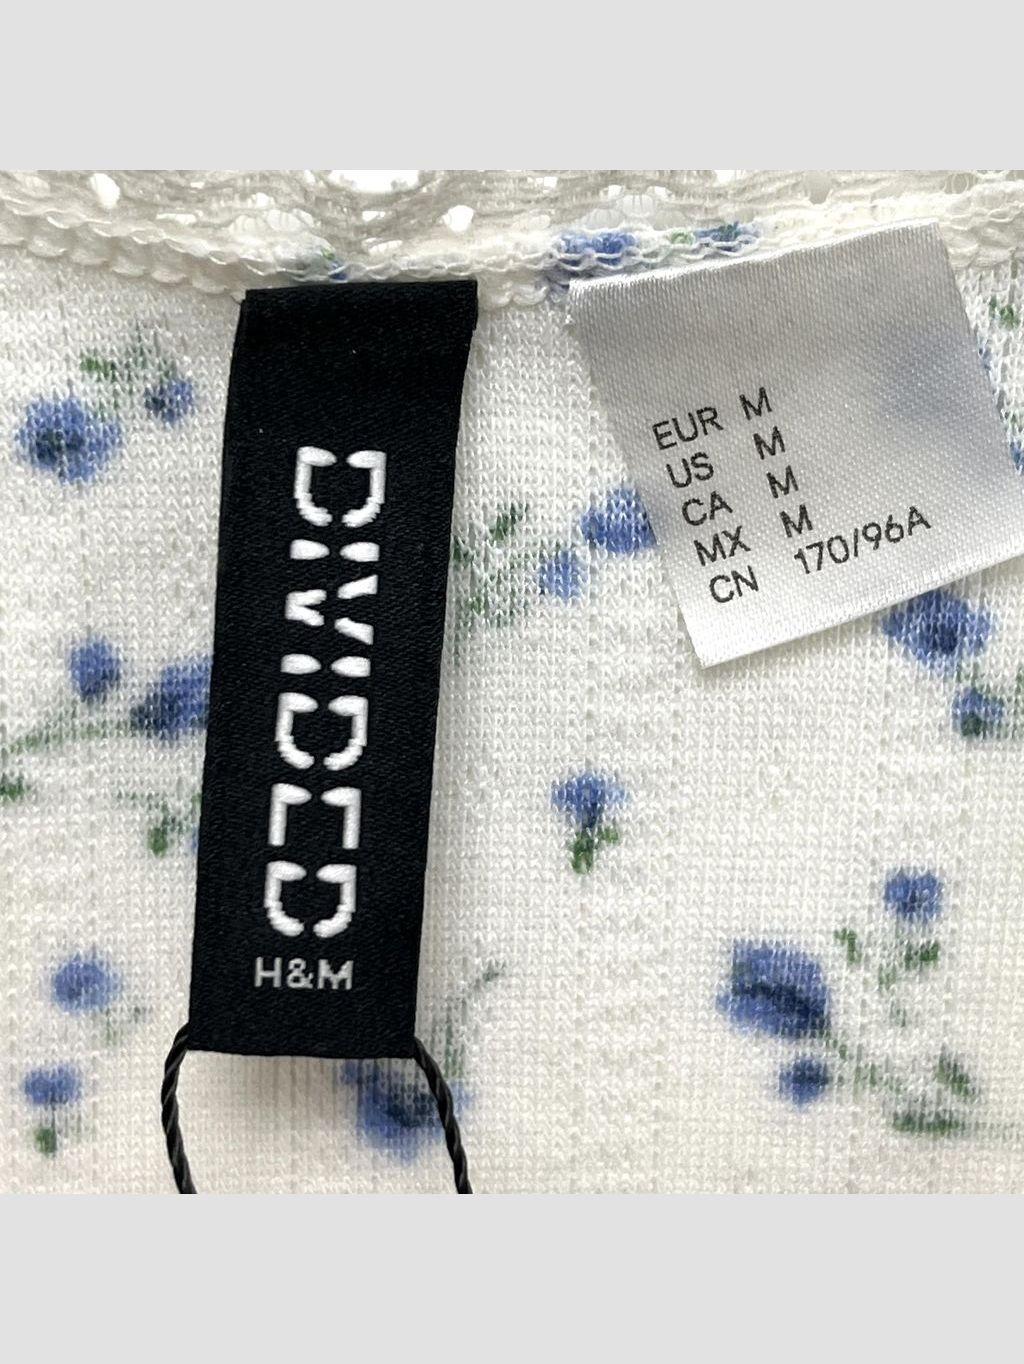 DIVIDED
H&M
EUR M
US M
CA M
MX M
CN 170/96A